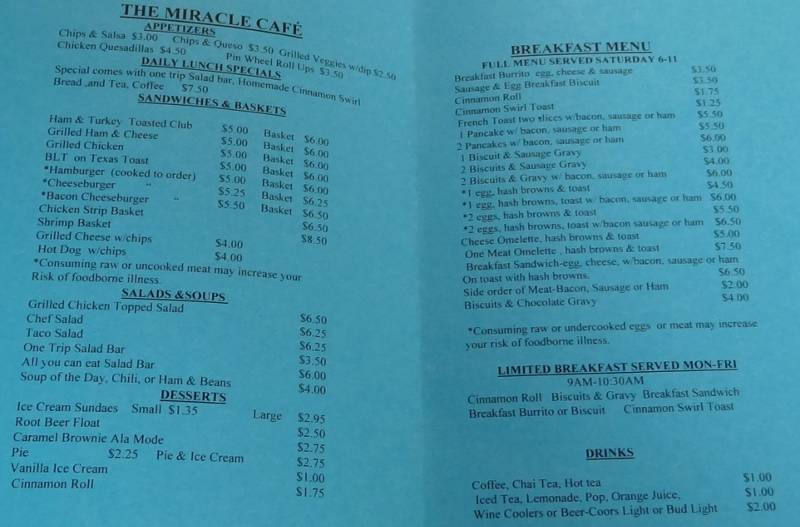 THE MIRACLE CAFÉ
APPETIZERS
Chips & Salsa $3.00 Chips & Queso $3.50 Grilled Veggies w/dip $2.50
Chicken Quesadillas $4.50 Pin Wheel Roll Ups $3.50
DAILY LUNCH SPECIALS
Special comes with one trip Salad bar, Homemade Cinnamon Swirl
Bread ,and Tea, Coffee $7.50
SANDWICHES & BASKETS
Ham & Turkey Toasted Club $5.00 Basket $6.00
Grilled Ham & Cheese $5.00 Basket $6.00
Grilled Chicken $5.00 Basket $6.00
BLT on Texas Toast $5.00 Basket $6.00
*Hamburger (cooked to order) $5.00 Basket $6.00
*Cheeseburger " $5.25 Basket $6.25
*Bacon Cheeseburger " $5.50 Basket $6.50
Chicken Strip Basket $6.50
Shrimp Basket $8.50
Grilled Cheese w/chips $4.00
Hot Dog w/chips $4.00
*Consuming raw or uncooked meat may increase your
Risk of foodborne illness.
SALADS &SOUPS
Grilled Chicken Topped Salad $6.50
Chef Salad $6.25
Taco Salad $6.25
One Trip Salad Bar $3.50
All you can eat Salad Bar $6.00
Soup of the Day, Chili, or Ham & Beans $4.00
DESSERTS
Ice Cream Sundaes Small $1.35 Large $2.95
Root Beer Float $2.50
Caramel Brownie Ala Mode $2.75
Pie $2.25 Pie & Ice Cream $2.75
Vanilla Ice Cream $1.00
Cinnamon Roll $1.75
BREAKFAST MENU
FULL MENU SERVED SATURDAY 6-11
Breakfast Burrito egg, cheese & sausage $3.50
Sausage & Egg Breakfast Biscuit $3.50
Cinnamon Roll $1.75
Cinnamon Swirl Toast $1.25
French Toast two slices w/bacon, sausage or ham $5.50
1 Pancake w/ bacon, sausage or ham $5.50
2 Pancakes w/ bacon, sausage or ham $6.00
1 Biscuit & Sausage Gravy $3.00
2 Biscuits & Sausage Gravy $4.00
2 Biscuits & Gravy w/ bacon, sausage or ham $6.00
*1 egg, hash browns & toast $4.50
*1 egg, hash browns, toast w/ bacon, sausage or ham $6.00
*2 eggs, hash browns & toast $5.50
*2 eggs, hash browns, toast w/bacon sausage or ham $6.50
Cheese Omelette, hash browns & toast $5.00
One Meat Omelette , hash browns & toast $7.50
Breakfast Sandwich-egg, cheese, w/bacon, sausage or ham
On toast with hash browns. $6.50
Side order of Meat-Bacon, Sausage or Ham $2.00
Biscuits & Chocolate Gravy $4.00
*Consuming raw or undercooked eggs or meat may increase
your risk of foodborne illness.
LIMITED BREAKFAST SERVED MON-FRI
9AM-10:30AM
Cinnamon Roll Biscuits & Gravy Breakfast Sandwich
Breakfast Burrito or Biscuit Cinnamon Swirl Toast
DRINKS
Coffee, Chai Tea, Hot tea $1.00
Iced Tea, Lemonade, Pop, Orange Juice, $1.00
Wine Coolers or Beer-Coors Light or Bud Light $2.00